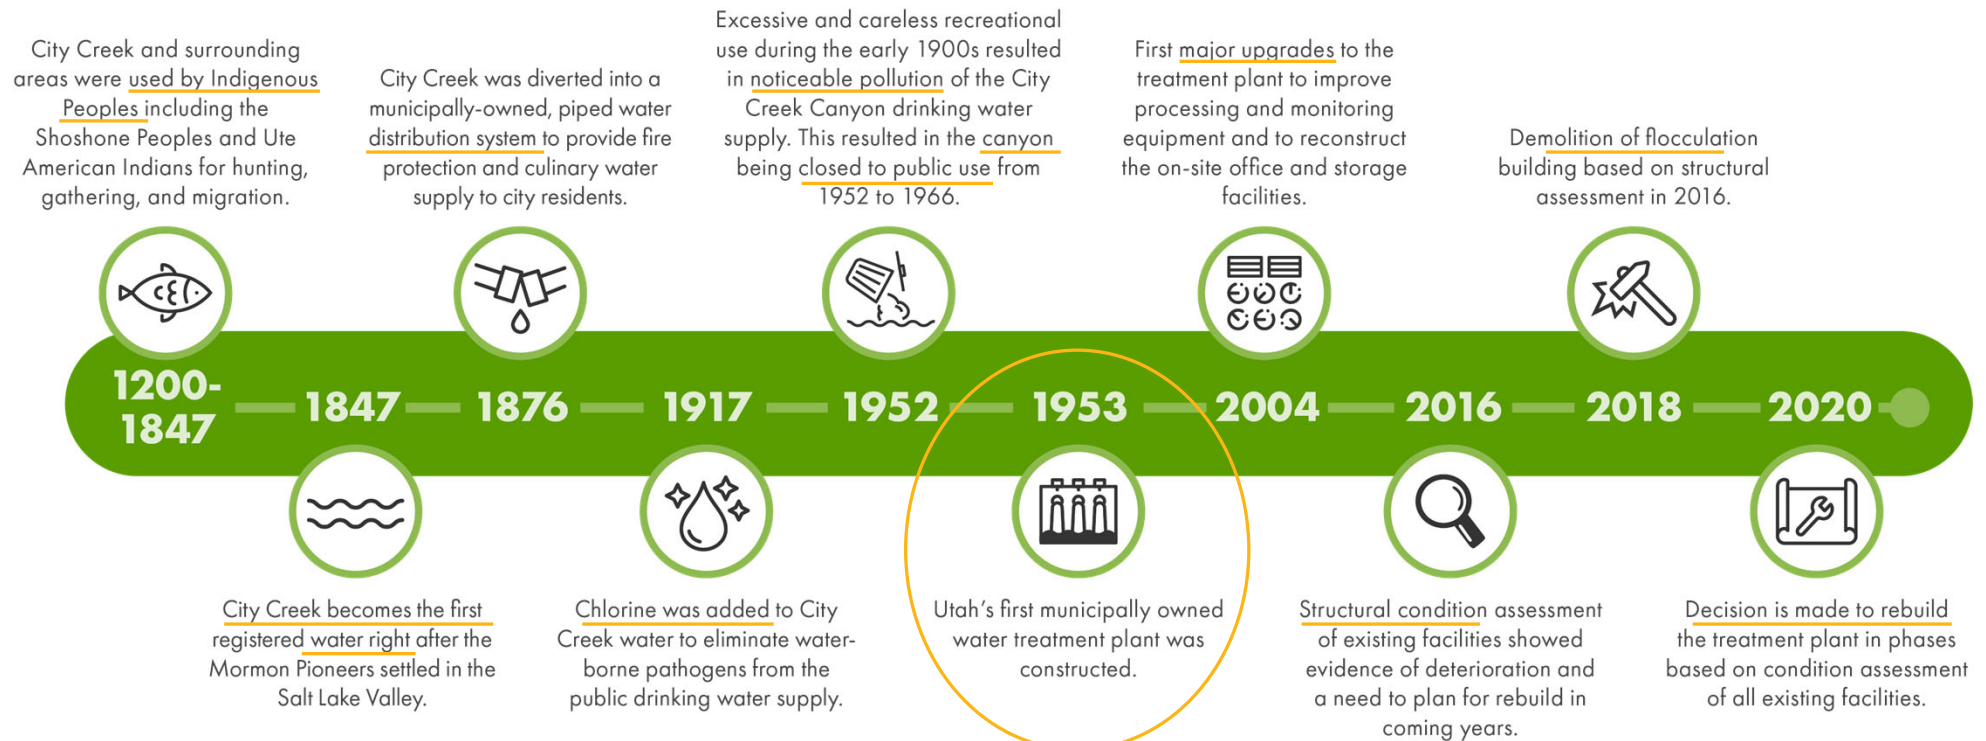 City Creek and surrounding
areas were used by Indigenous
Peoples including the
Shoshone Peoples and Ute
American Indians for hunting,
gathering, and migration.
City Creek was diverted into a
municipally-owned, piped water
distribution system to provide fire
protection and culinary water
supply to city residents.
Excessive and careless recreational
use during the early 1900s resulted
in noticeable pollution of the City
Creek Canyon drinking water
supply. This resulted in the canyon
being closed to public use from
1952 to 1966.
First major upgrades to the
treatment plant to improve
processing and monitoring
equipment and to reconstruct
the on-site office and storage
facilities.
Demolition of flocculation
building based on structural
assessment in 2016.
1200-
1847
1847
1876
1917
1952
1953
2004
2016
2018
2020
City Creek becomes the first
registered water right after the
Mormon Pioneers settled in the
Salt Lake Valley.
Chlorine was added to City
Creek water to eliminate water-
borne pathogens from the
public drinking water supply.
Utah's first municipally owned
water treatment plant was
constructed.
Structural condition assessment
of existing facilities showed
evidence of deterioration and
a need to plan for rebuild in
coming years.
Decision is made to rebuild
the treatment plant in phases
based on condition assessment
of all existing facilities.